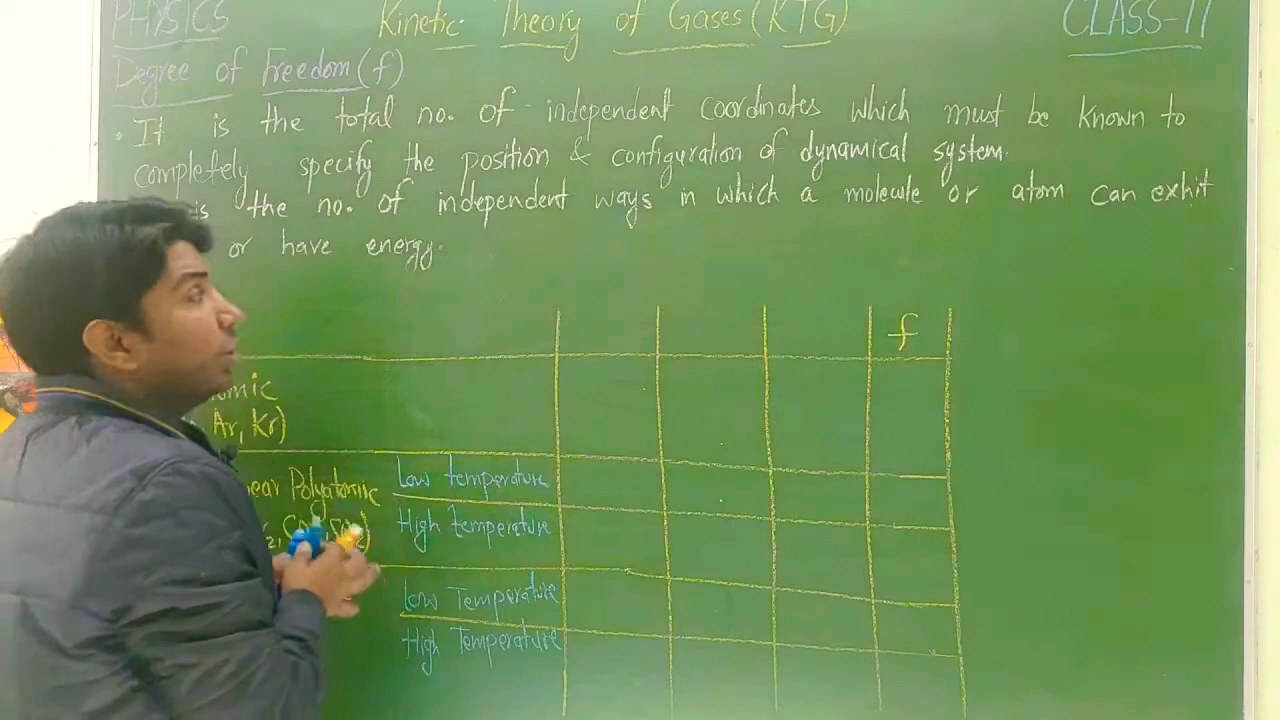 PHYSICS Kinetic Theory of Gases (KTG) CLASS-11
Degree of Freedom (f)
• It is the total no. of independent coordinates which must be known to
completely specify the position & configuration of dynamical system.
is the no. of independent ways in which a molecule or atom can exhit
or have energy.
f
omic
Ar, Kr)
Low temperature
ear Polyatomic
High temperature
Low Temperature
High Temperature